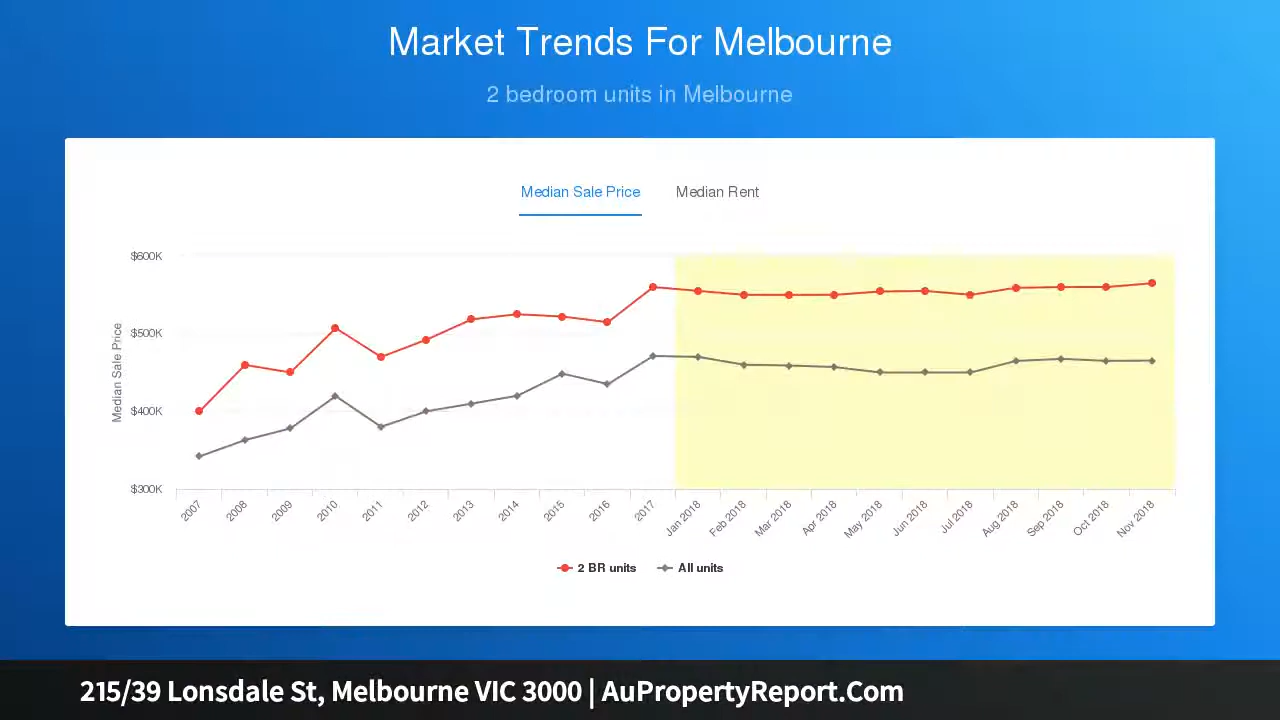 Market Trends For Melbourne
2 bedroom units in Melbourne
Median Sale Price Median Rent
Median Sale Price
$600K
$500K
$400K
$300K
2007 2008 2009 2010 2011 2012 2013 2014 2015 2016 2017 Jan 2018 Feb 2018 Mar 2018 Apr 2018 May 2018 Jun 2018 Jul 2018 Aug 2018 Sep 2018 Oct 2018 Nov 2018
2 BR units All units
215/39 Lonsdale St, Melbourne VIC 3000 | AuPropertyReport.Com